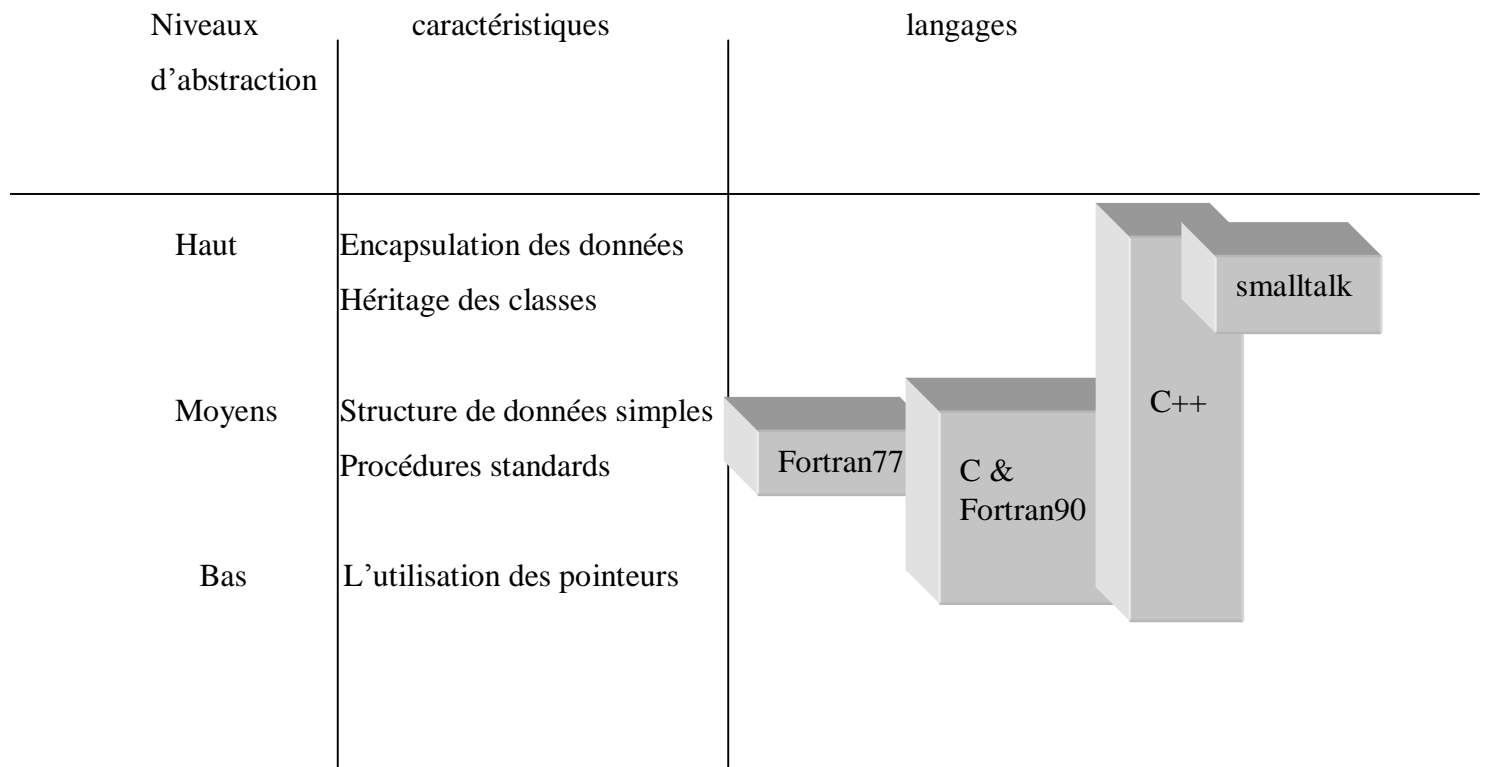 Niveaux caractéristiques langages
d’abstraction
Haut Encapsulation des données
Héritage des classes
smalltalk
Moyens Structure de données simples
C++
Procédures standards
Fortran77
C &
Fortran90
Bas L’utilisation des pointeurs